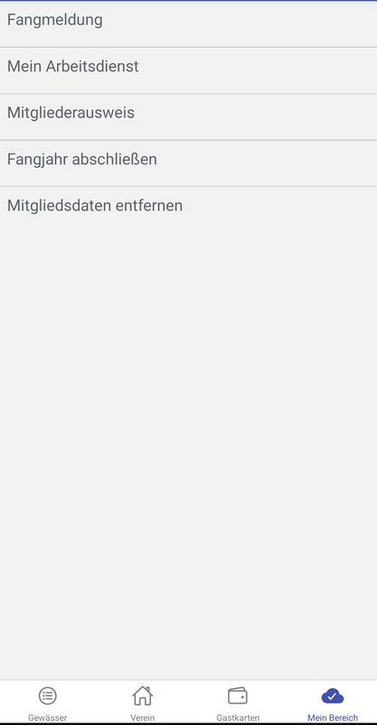 Fangmeldung
Mein Arbeitsdienst
Mitgliederausweis
Fangjahr abschließen
Mitgliedsdaten entfernen
Gewässer
Verein
Gastkarten
Mein Bereich